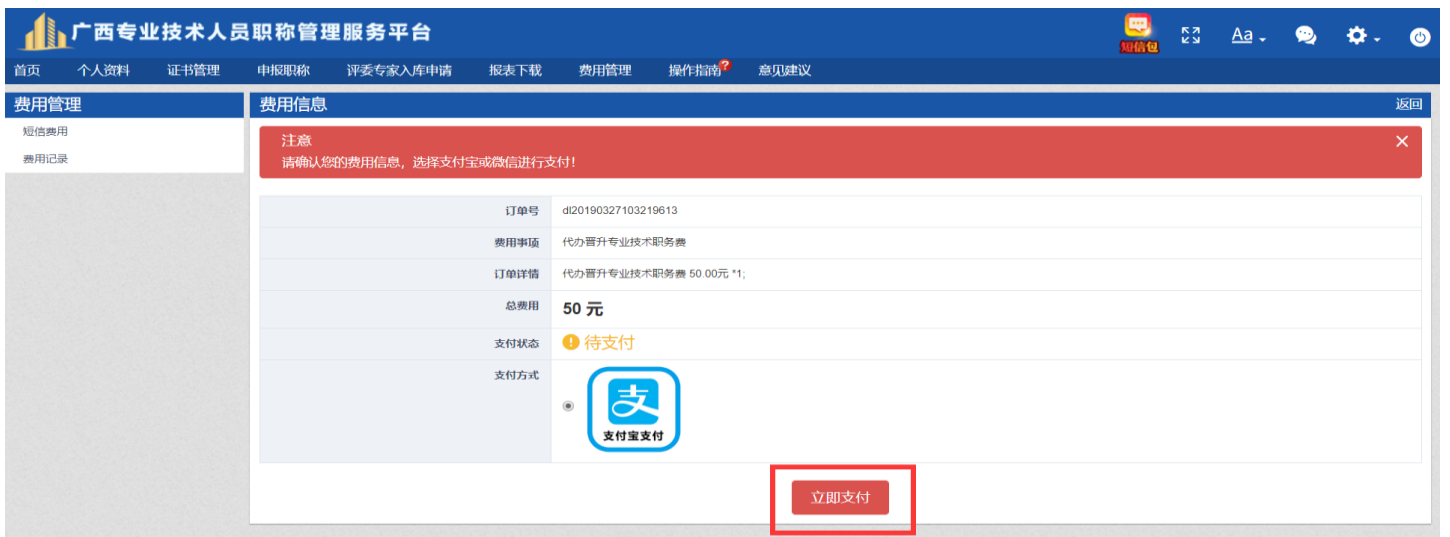 广西专业技术人员职称管理服务平台
短信包
Aa
首页 个人资料 证书管理 申报职称 评委专家入库申请 报表下载 费用管理 操作指南? 意见建议
费用管理
短信费用
费用记录
费用信息 返回
注意
请确认您的费用信息，选择支付宝或微信进行支付！
订单号 dl20190327103219613
费用事项 代办晋升专业技术职务费
订单详情 代办晋升专业技术职务费 50.00元 *1;
总费用 50 元
支付状态 待支付
支付方式
支
支付宝支付
立即支付